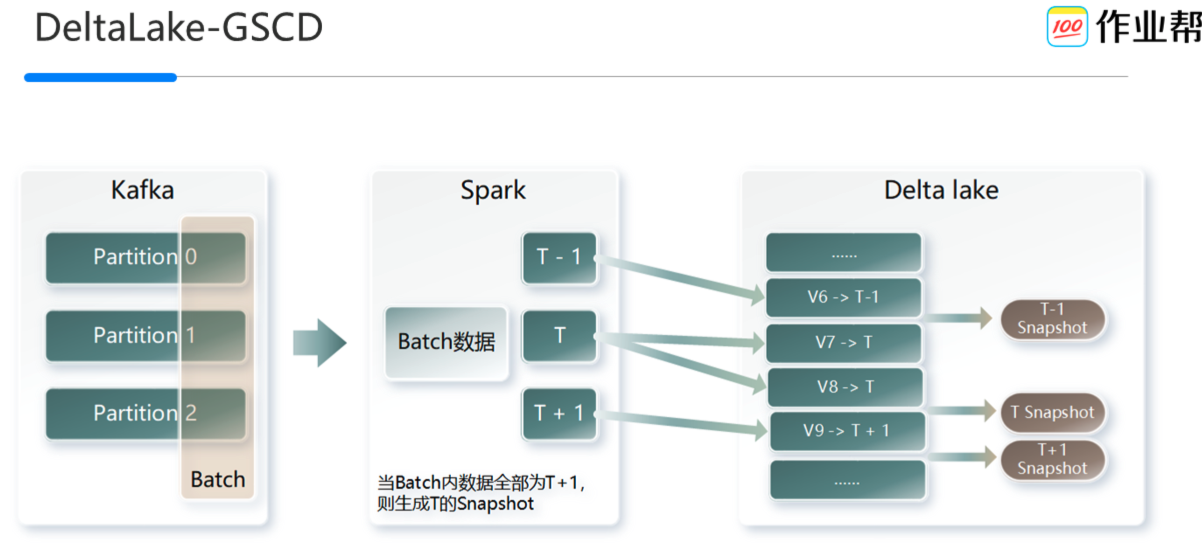 DeltaLake-GSCD
100 作业帮
Kafka
Partition 0
Partition 1
Partition 2
Batch
Spark
T - 1
Batch数据
T
T + 1
当Batch内数据全部为T+1,
则生成T的Snapshot
Delta lake
......
V6 -> T-1
V7 -> T
V8 -> T
V9 -> T + 1
......
T-1
Snapshot
T Snapshot
T+1
Snapshot